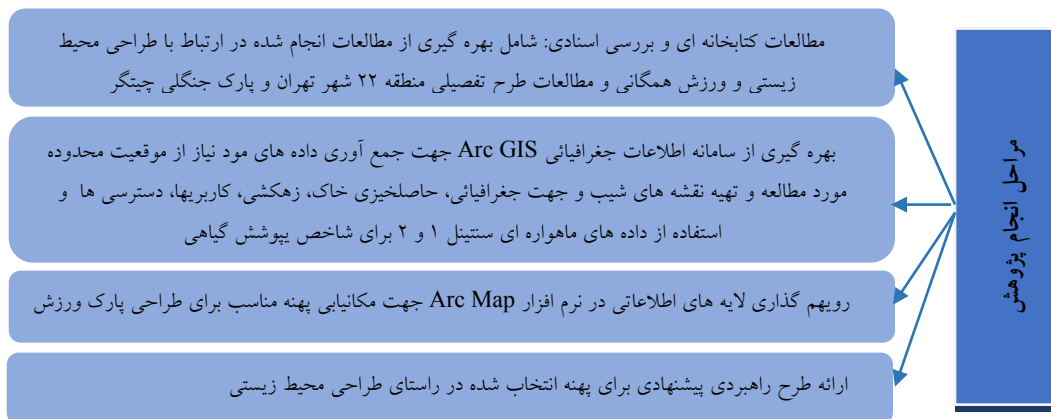 مراحل انجام پژوهش
مطالعات کتابخانه ای و بررسی اسنادی: شامل بهره گیری از مطالعات انجام شده در ارتباط با طراحی محیط
زیستی و ورزش همگانی و مطالعات طرح تفصیلی منطقه ۲۲ شهر تهران و پارک جنگلی چیتگر
بهره گیری از سامانه اطلاعات جغرافیائی Arc GIS جهت جمع آوری داده های مود نیاز از موقعیت محدوده
مورد مطالعه و تهیه نقشه های شیب و جهت جغرافیائی، حاصلخیزی خاک، زهکشی، کاربریها، دسترسی ها و
استفاده از داده های ماهواره ای سنتینل ۱ و ۲ برای شاخص یپوشش گیاهی
رویهم گذاری لایه های اطلاعاتی در نرم افزار Arc Map جهت مکانیابی پهنه مناسب برای طراحی پارک ورزش
ارائه طرح راهبردی پیشنهادی برای پهنه انتخاب شده در راستای طراحی محیط زیستی